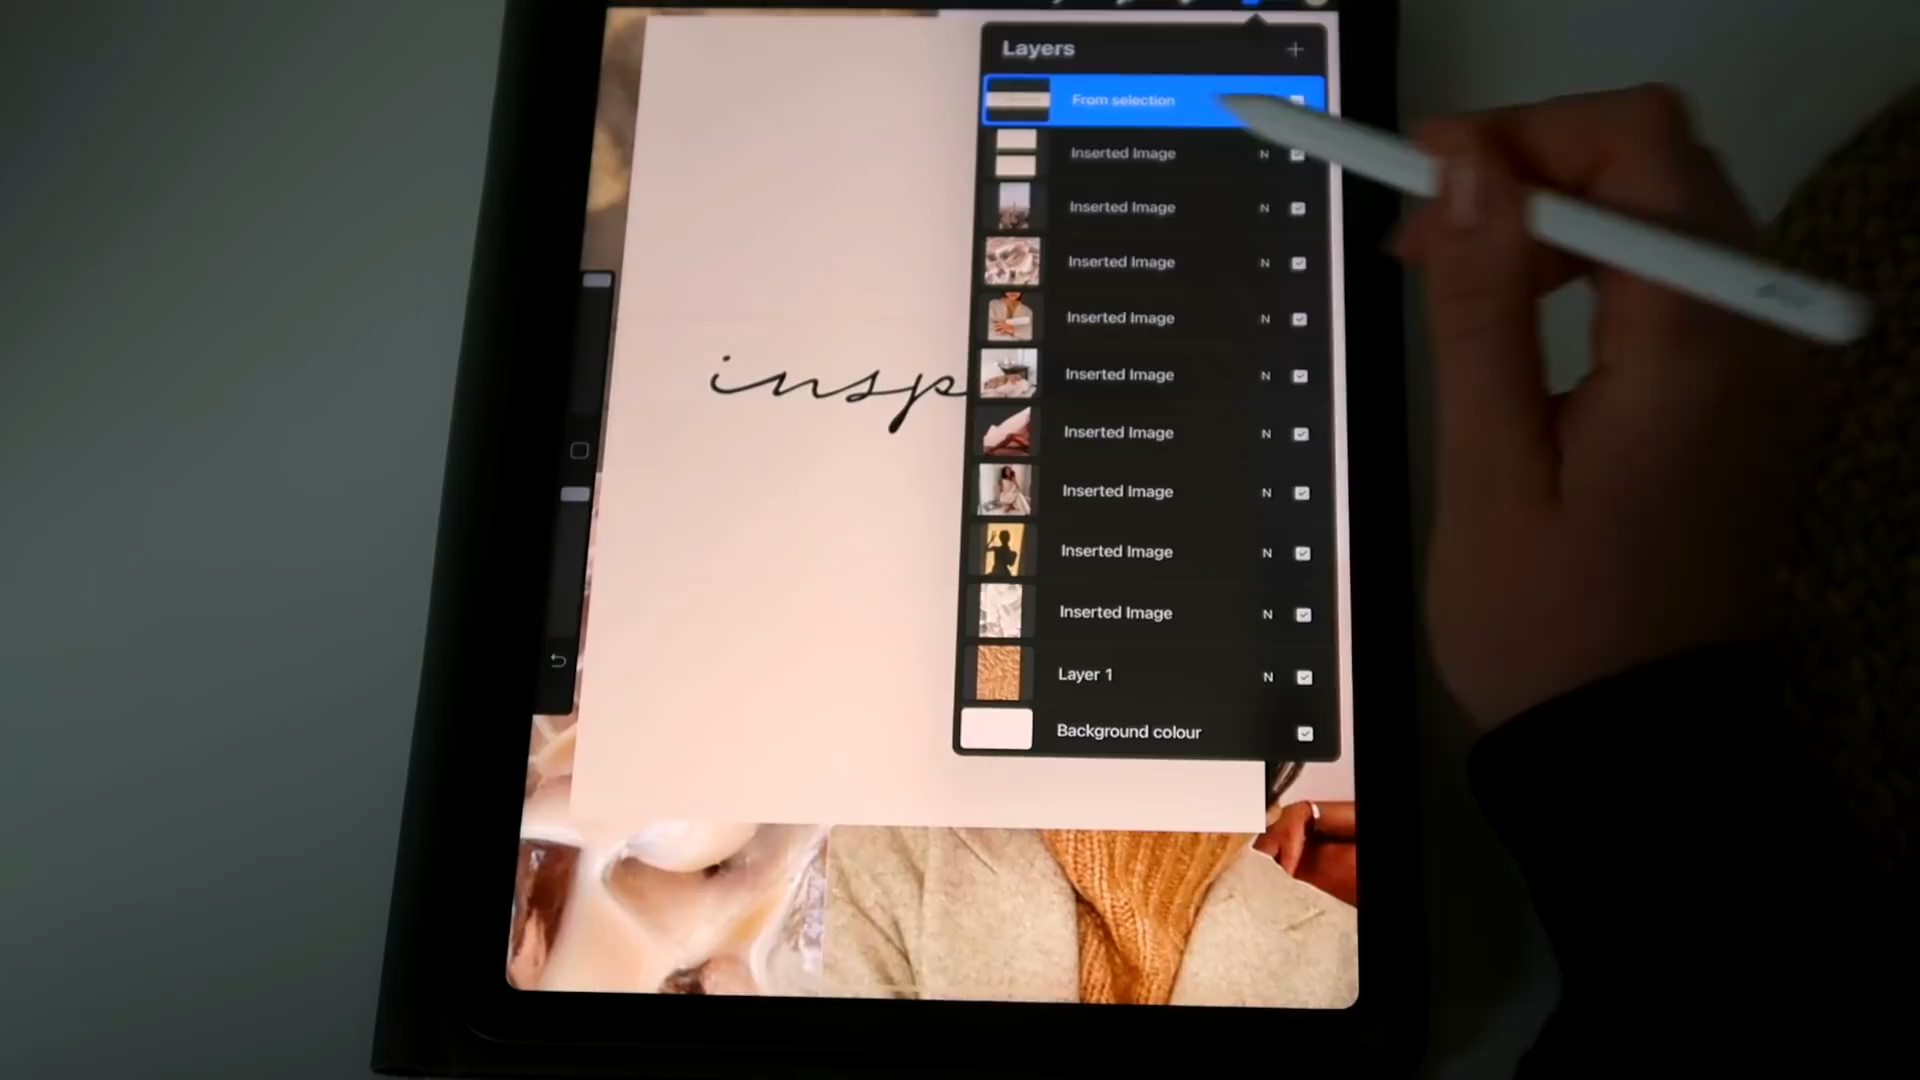 Layers
From selection
Inserted Image N
Inserted Image N
Inserted Image N
Inserted Image N
Inserted Image N
Inserted Image N
Inserted Image N
Inserted Image N
Inserted Image N
Layer 1 N
Background colour
insp